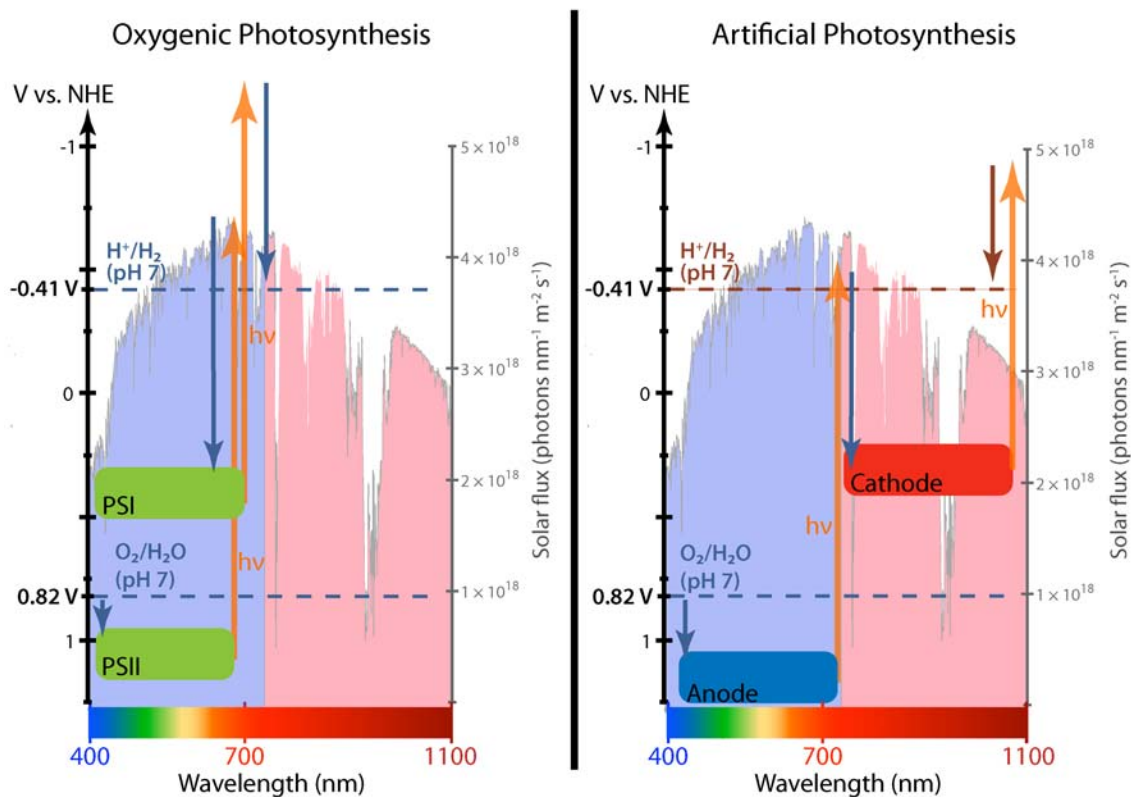 Oxygenic Photosynthesis
V vs. NHE
-1
5 × 10¹⁸
H⁺/H₂
(pH 7)
4 × 10¹⁸
-0.41 V
hν
3 × 10¹⁸
0
2 × 10¹⁸
PSI
O₂/H₂O
(pH 7)
hν
1 × 10¹⁸
0.82 V
1
PSII
Solar flux (photons nm⁻¹ m⁻² s⁻¹)
400
700
1100
Wavelength (nm)
Artificial Photosynthesis
V vs. NHE
-1
5 × 10¹⁸
H⁺/H₂
(pH 7)
4 × 10¹⁸
-0.41 V
hν
3 × 10¹⁸
0
Cathode
2 × 10¹⁸
hν
O₂/H₂O
(pH 7)
1 × 10¹⁸
0.82 V
1
Anode
0
Solar flux (photons nm⁻¹ m⁻² s⁻¹)
400
700
1100
Wavelength (nm)